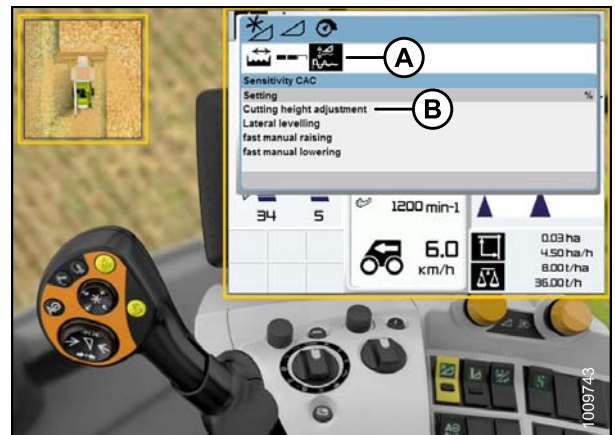 A
Sensitivity CAC
Setting %
Cutting height adjustment
B
Lateral levelling
fast manual raising
fast manual lowering
34 5
1200 min-1
6.0
km/h
0.03 ha
4.50 ha/h
8.00 t/ha
36.00 t/h
1009743